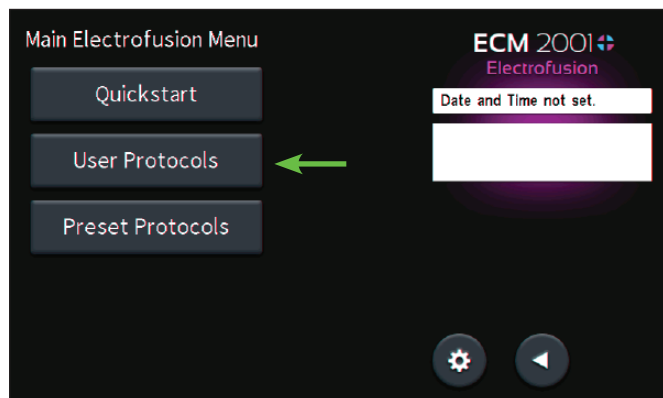 Main Electrofusion Menu
Quickstart
User Protocols
Preset Protocols
ECM 2001+
Electrofusion
Date and Time not set.